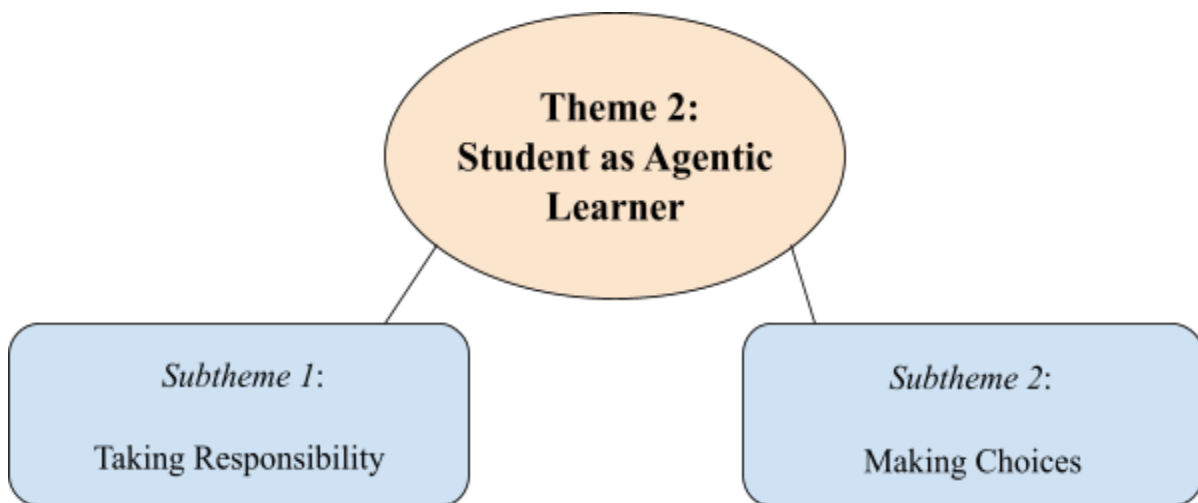 Theme 2:
Student as Agentic
Learner
Subtheme 1:
Taking Responsibility
Subtheme 2:
Making Choices